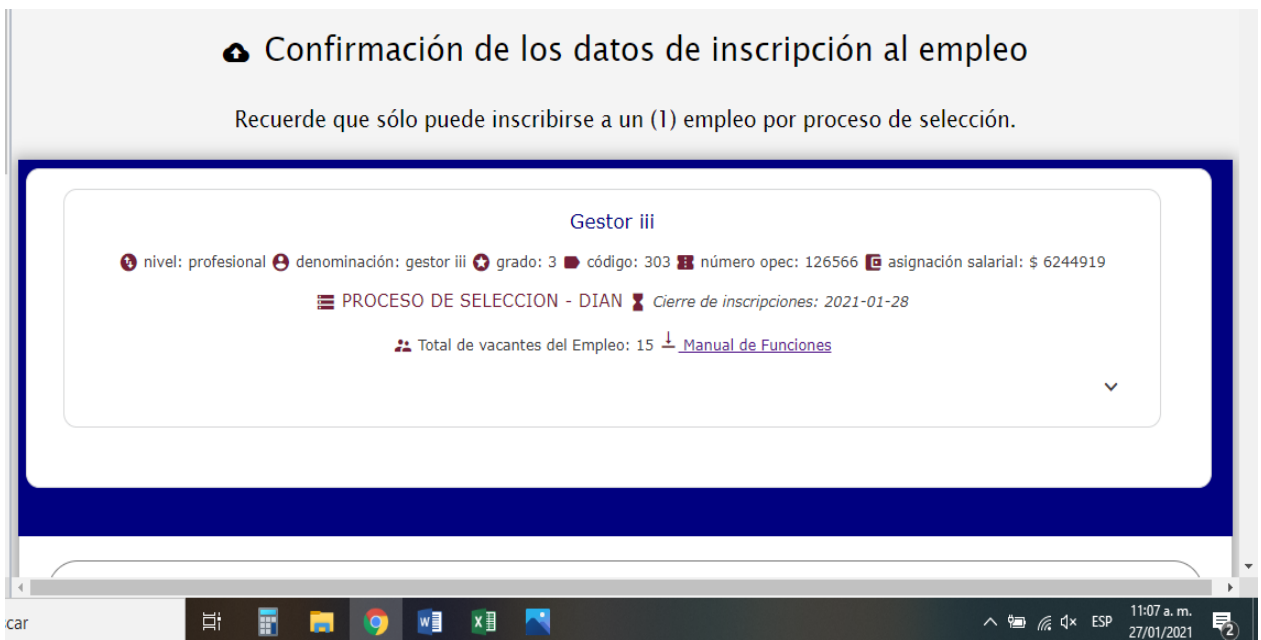 Confirmación de los datos de inscripción al empleo
Recuerde que sólo puede inscribirse a un (1) empleo por proceso de selección.
Gestor iii
nivel: profesional denominación: gestor iii grado: 3 código: 303 número opec: 126566 asignación salarial: $ 6244919
PROCESO DE SELECCION - DIAN Cierre de inscripciones: 2021-01-28
Total de vacantes del Empleo: 15 Manual de Funciones
car
ESP
11:07 a. m.
27/01/2021
2